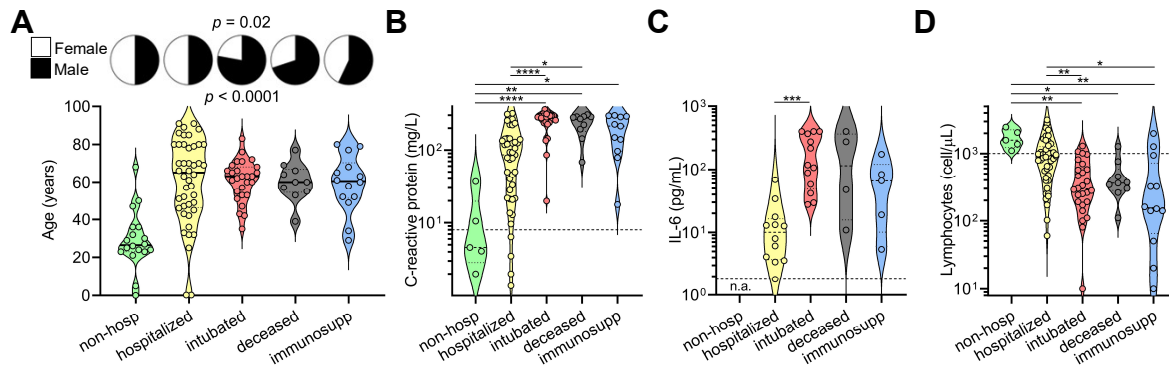 A
p = 0.02
Female
Male
p < 0.0001
Age (years)
100
80
60
40
20
0
non-hosp
hospitalized
intubated
deceased
immunosupp
B
*
****
*
**
****
C-reactive protein (mg/L)
10²
10¹
non-hosp
hospitalized
intubated
deceased
immunosupp
C
***
IL-6 (pg/mL)
10³
10²
10¹
10⁰
n.a.
non-hosp
hospitalized
intubated
deceased
immunosupp
D
*
**
**
*
**
Lymphocytes (cell/µL)
10³
10²
10¹
non-hosp
hospitalized
intubated
deceased
immunosupp